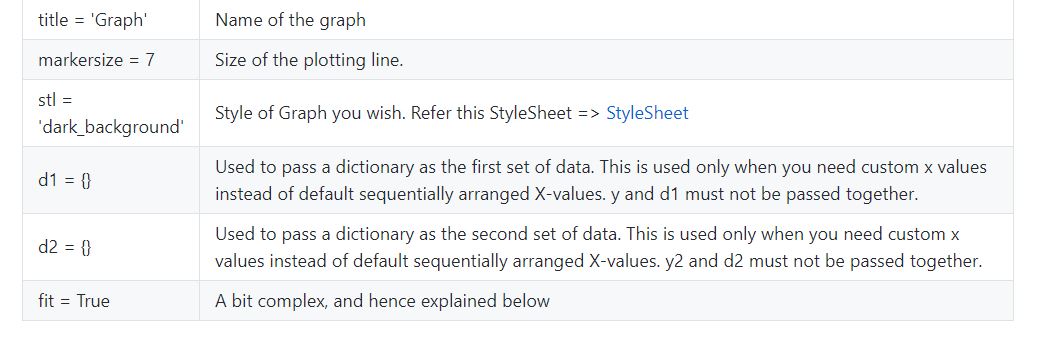 title = 'Graph'
Name of the graph
markersize = 7
Size of the plotting line.
stl =
'dark_background'
Style of Graph you wish. Refer this StyleSheet => StyleSheet
d1 = {}
Used to pass a dictionary as the first set of data. This is used only when you need custom x values
instead of default sequentially arranged X-values. y and d1 must not be passed together.
d2 = {}
Used to pass a dictionary as the second set of data. This is used only when you need custom x
values instead of default sequentially arranged X-values. y2 and d2 must not be passed together.
fit = True
A bit complex, and hence explained below